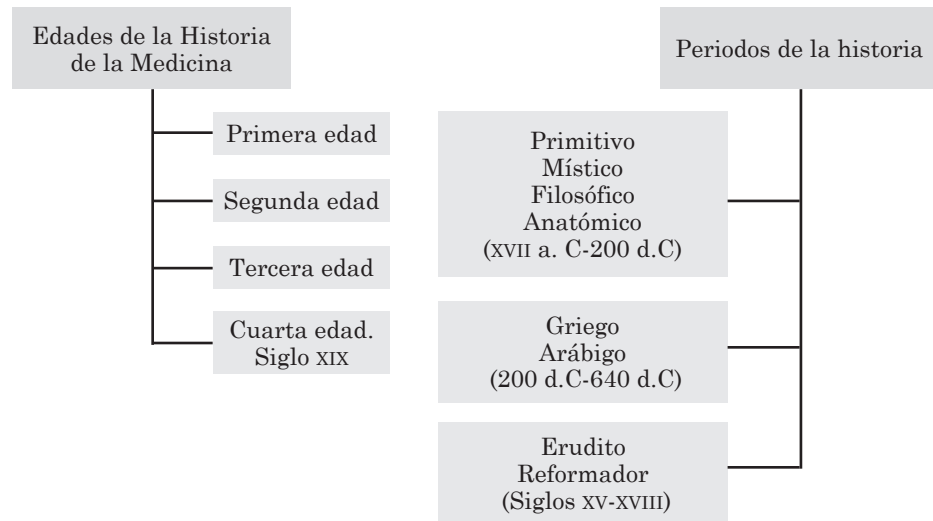 Edades de la Historia
de la Medicina
Primera edad
Segunda edad
Tercera edad
Cuarta edad.
Siglo XIX
Periodos de la historia
Primitivo
Místico
Filosófico
Anatómico
(XVII a. C-200 d.C)
Griego
Arábigo
(200 d.C-640 d.C)
Erudito
Reformador
(Siglos XV-XVIII)